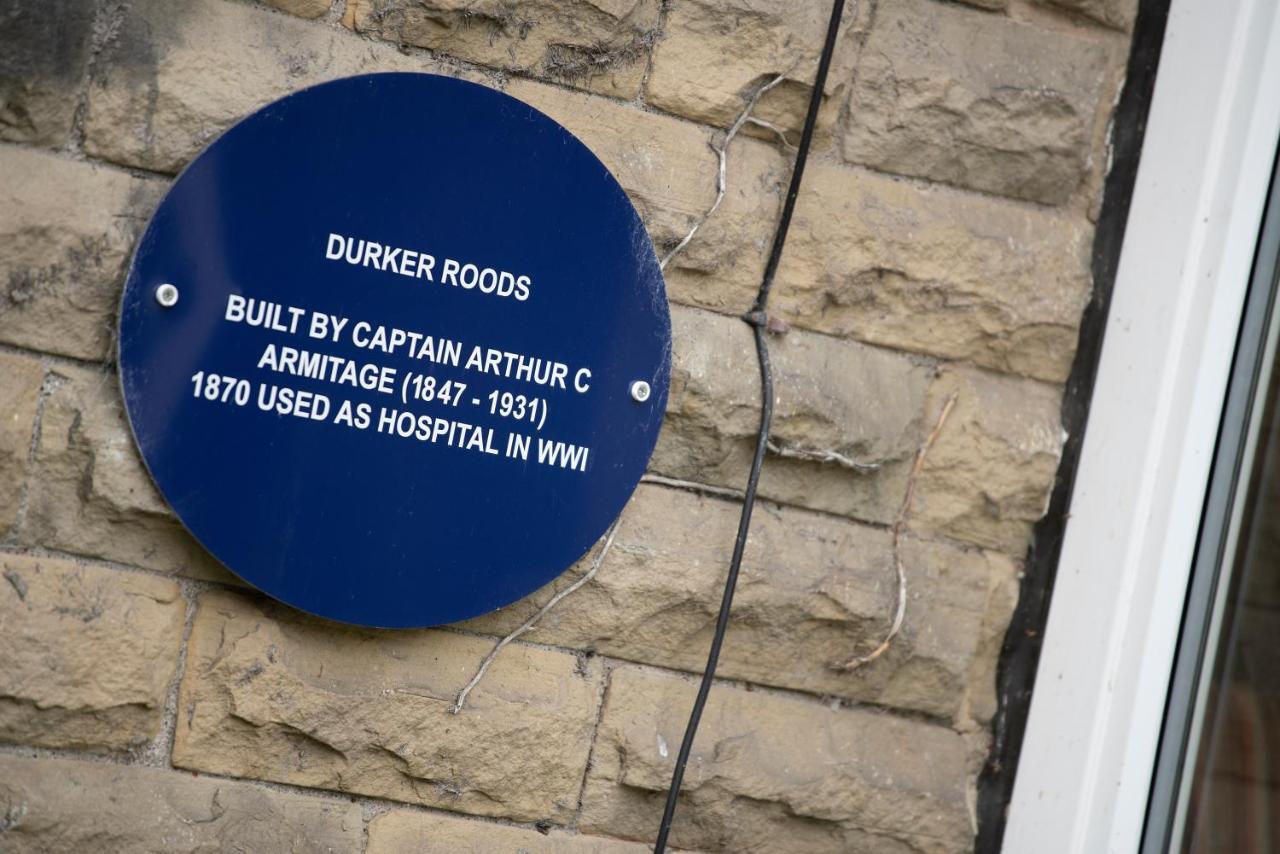 DURKER ROODS
BUILT BY CAPTAIN ARTHUR C
ARMITAGE (1847 - 1931)
1870 USED AS HOSPITAL IN WWI